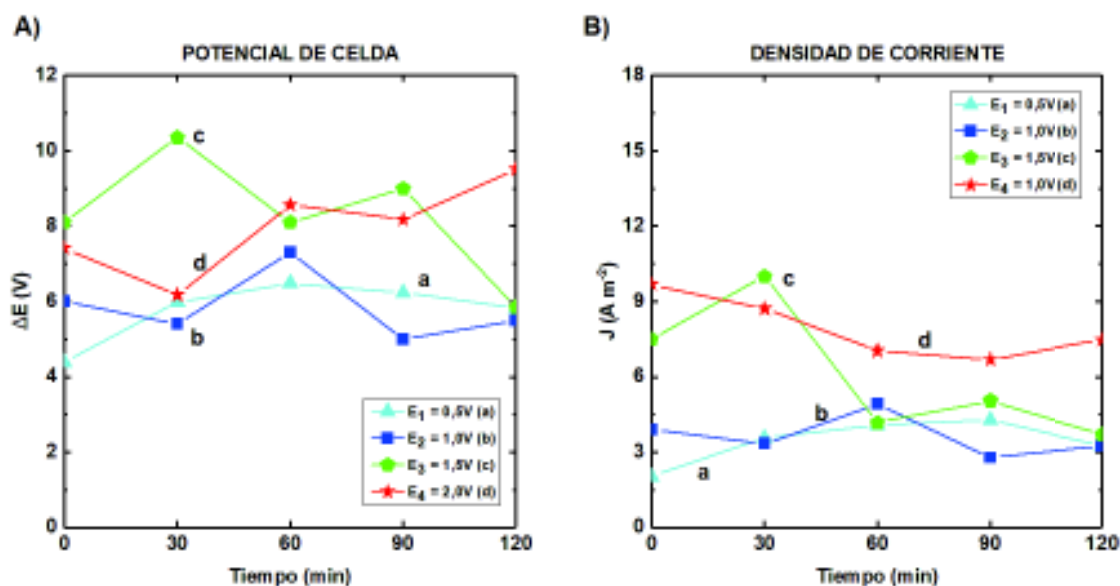 A)
POTENCIAL DE CELDA
12
10
8
6
4
2
0
ΔE (V)
c
d
a
b
E₁ = 0,5V (a)
E₂ = 1,0V (b)
E₃ = 1,5V (c)
E₄ = 2,0V (d)
0 30 60 90 120
Tiempo (min)
B)
DENSIDAD DE CORRIENTE
18
15
12
9
6
3
0
J (A m⁻²)
E₁ = 0,5V (a)
E₂ = 1,0V (b)
E₃ = 1,5V (c)
E₄ = 1,0V (d)
c
d
b
a
0 30 60 90 120
Tiempo (min)